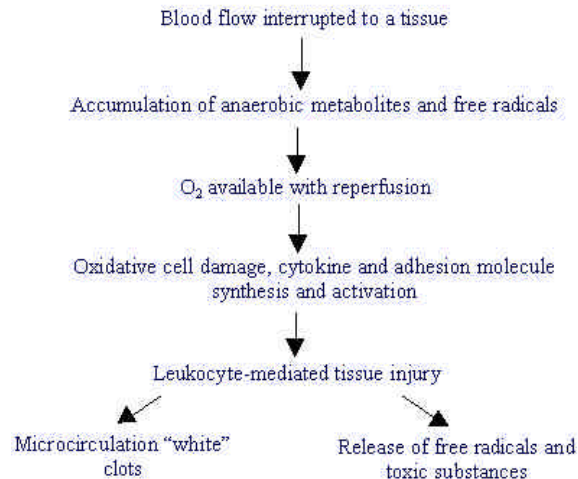 Blood flow interrupted to a tissue
Accumulation of anaerobic metabolites and free radicals
O₂ available with reperfusion
Oxidative cell damage, cytokine and adhesion molecule
synthesis and activation
Leukocyte-mediated tissue injury
Microcirculation “white”
clots
Release of free radicals and
toxic substances